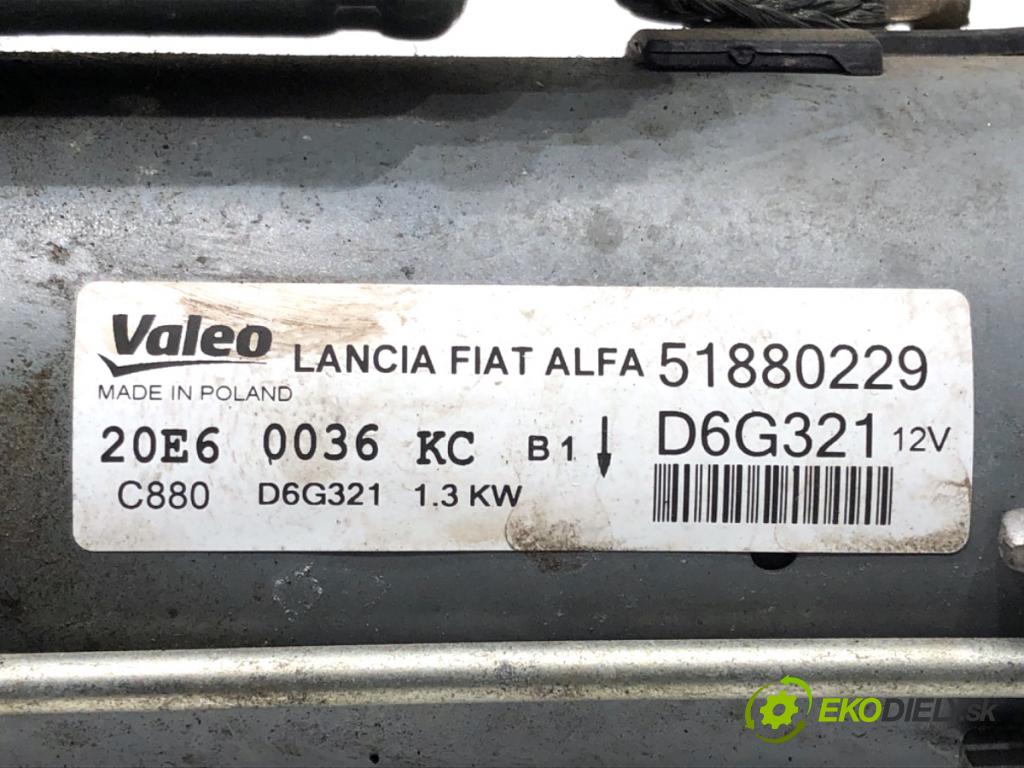 Valeo LANCIA FIAT ALFA 51880229
MADE IN POLAND
20E6 0036 KC B1 D6G321 12V
C880 D6G321 1.3 KW
EKODIELY.SK